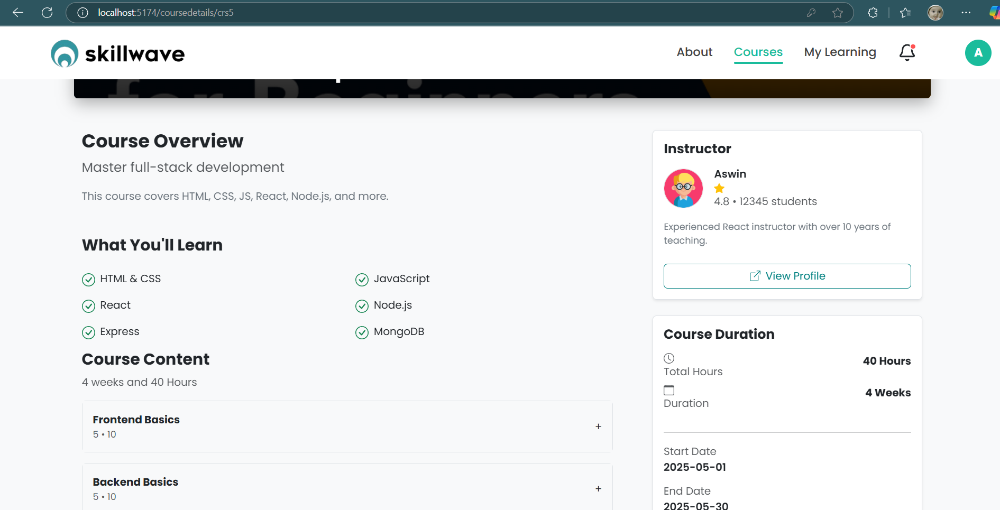 localhost:5174/coursedetails/crs5
skillwave
About
Courses
My Learning
A
for Beginners
Course Overview
Master full-stack development
This course covers HTML, CSS, JS, React, Node.js, and more.
What You'll Learn
HTML & CSS
JavaScript
React
Node.js
Express
MongoDB
Course Content
4 weeks and 40 Hours
Frontend Basics
5 • 10
+
Backend Basics
5 • 10
+
Instructor
Aswin
4.8 • 12345 students
Experienced React instructor with over 10 years of
teaching.
View Profile
Course Duration
Total Hours
40 Hours
Duration
4 Weeks
Start Date
2025-05-01
End Date
2025-05-30